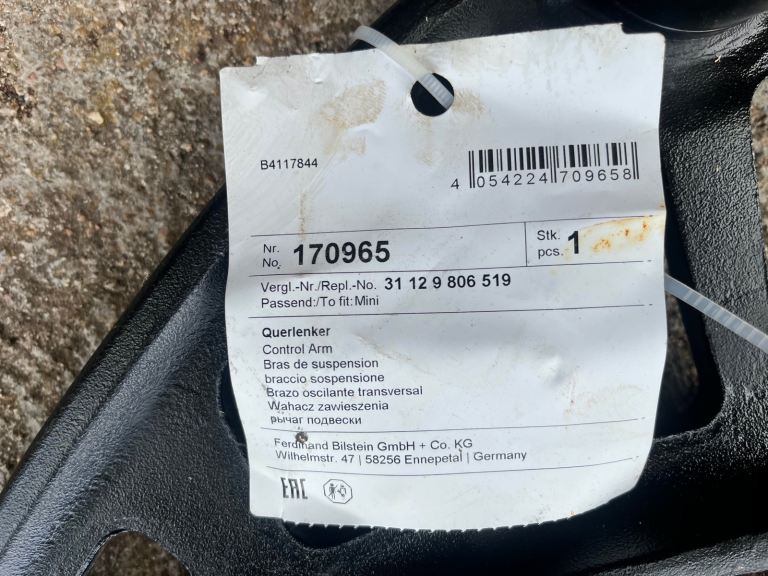 B4117844
4 054224 709658
Nr. No. 170965 Stk. pcs. 1
Vergl.-Nr./Repl.-No. 31 12 9 806 519
Passend:/To fit: Mini
Querlenker
Control Arm
Bras de suspension
braccio sospensione
Brazo oscilante transversal
Wahacz zawieszenia
рычаг подвески
Ferdinand Bilstein GmbH + Co. KG
Wilhelmstr. 47 | 58256 Ennepetal | Germany
EAC